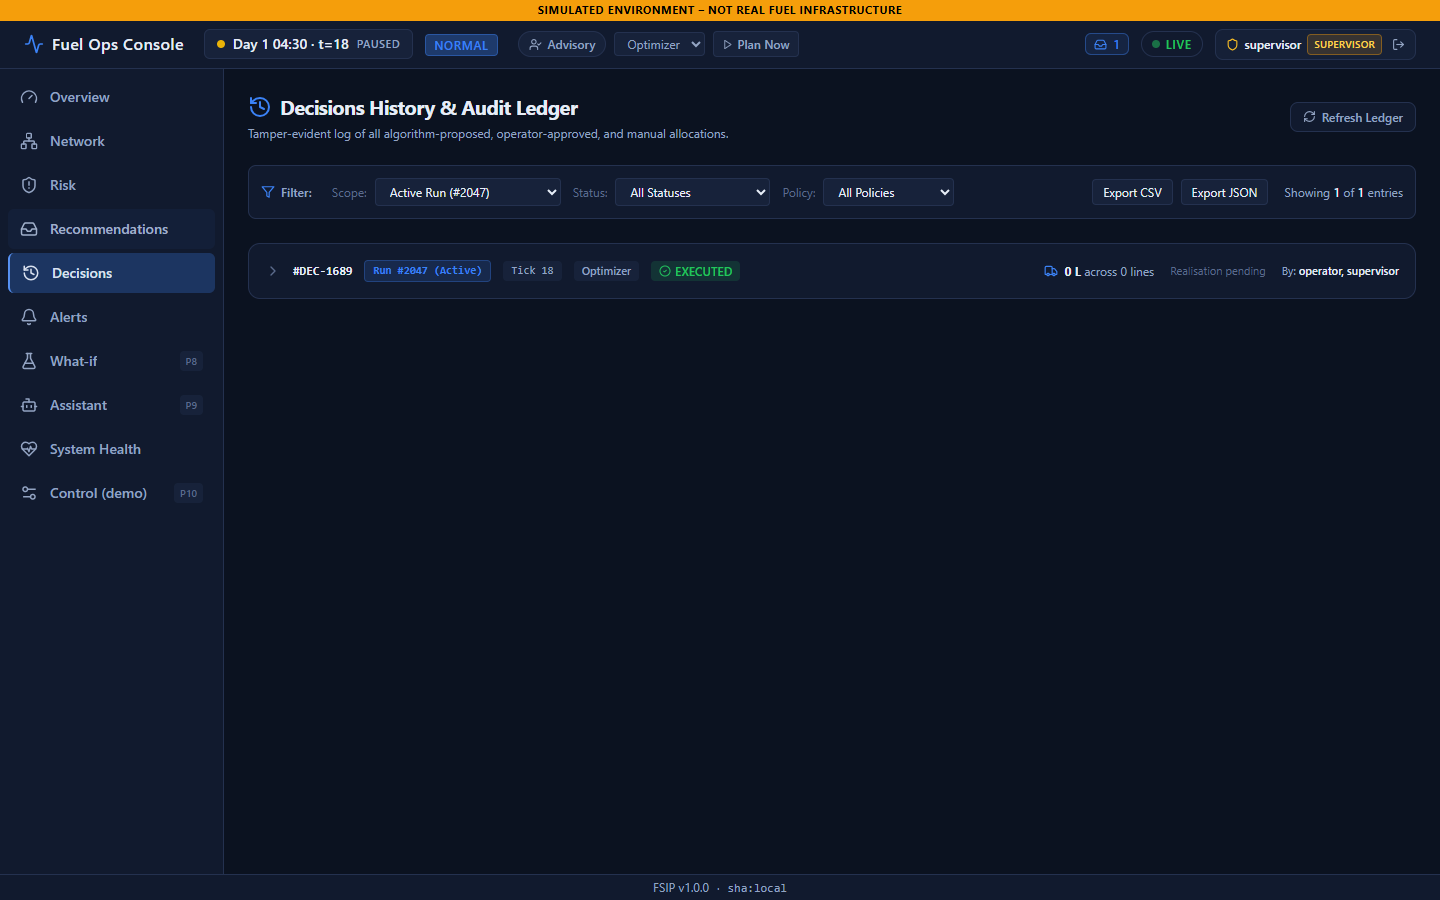 SIMULATED ENVIRONMENT – NOT REAL FUEL INFRASTRUCTURE
Fuel Ops Console
Day 1 04:30 · t=18 PAUSED
NORMAL
Advisory
Optimizer
Plan Now
1
LIVE
supervisor SUPERVISOR
Overview
Network
Risk
Recommendations
Decisions
Alerts
What-if P8
Assistant P9
System Health
Control (demo) P10
Decisions History & Audit Ledger
Tamper-evident log of all algorithm-proposed, operator-approved, and manual allocations.
Refresh Ledger
Filter: Scope: Active Run (#2047) Status: All Statuses Policy: All Policies Export CSV Export JSON Showing 1 of 1 entries
#DEC-1689 Run #2047 (Active) Tick 18 Optimizer EXECUTED 0 L across 0 lines Realisation pending By: operator, supervisor
FSIP v1.0.0 · sha:local